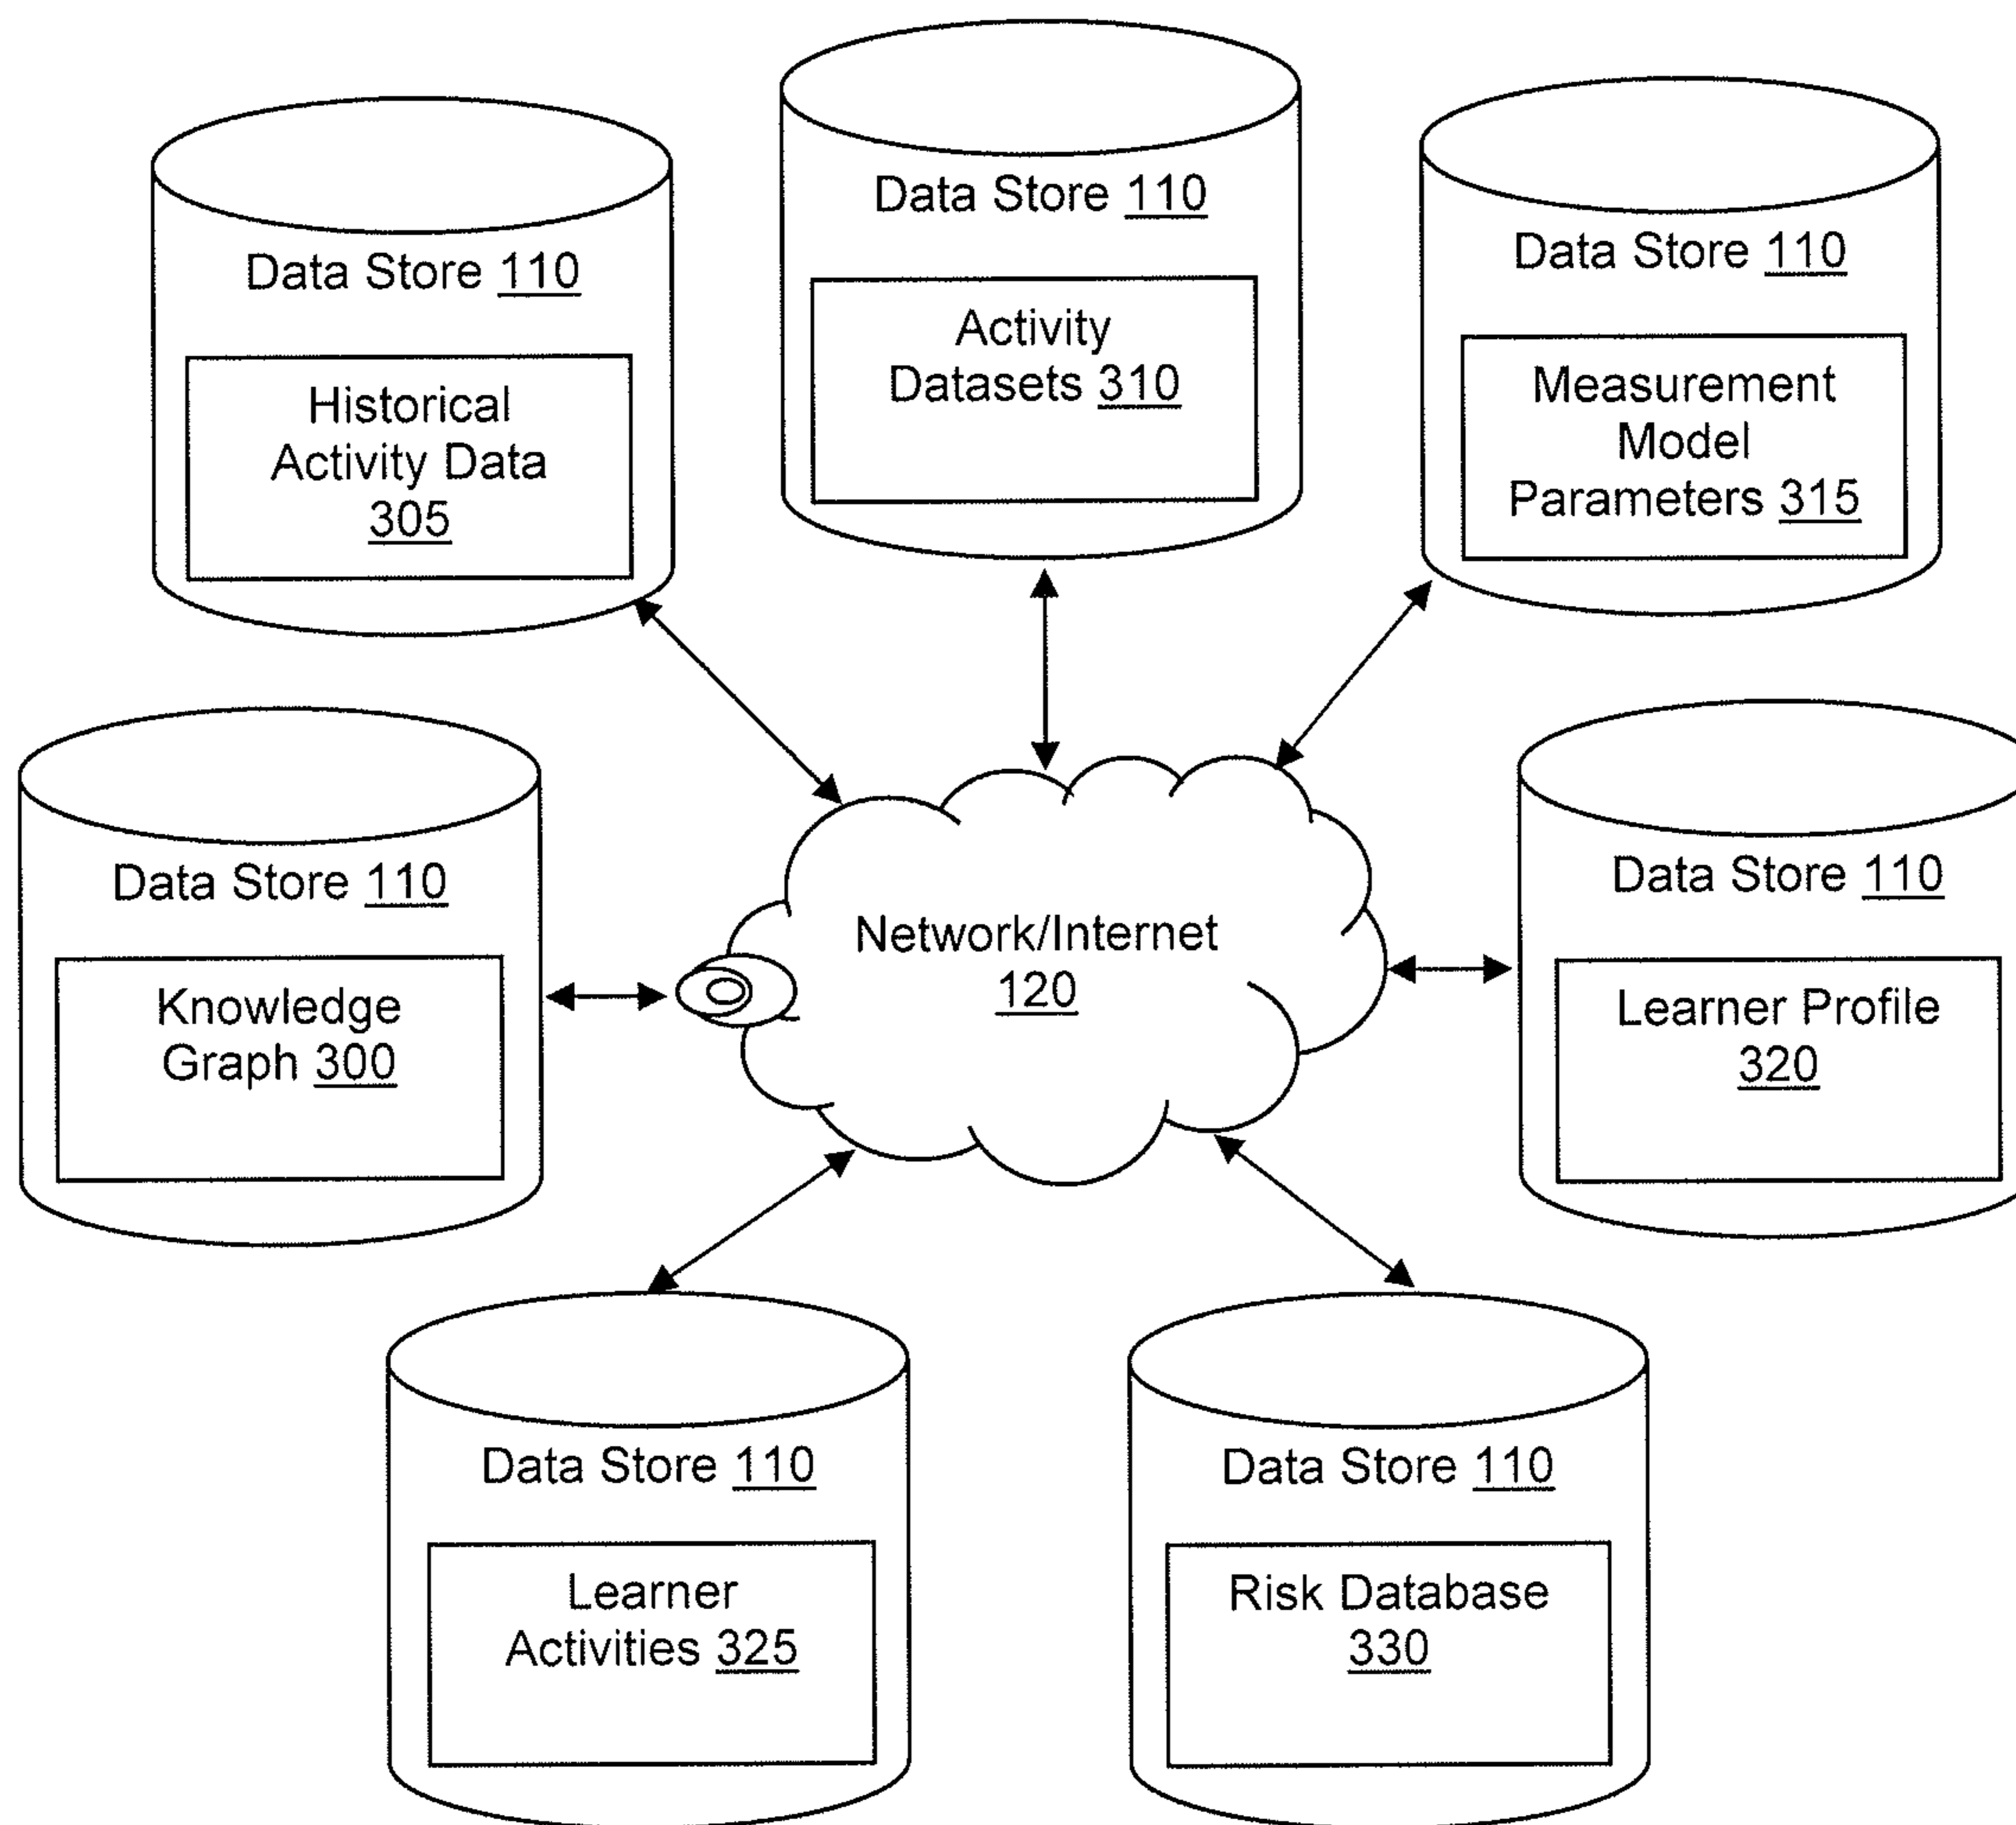 Data Store 110
Historical
Activity Data
305
Data Store 110
Activity
Datasets 310
Data Store 110
Measurement
Model
Parameters 315
Data Store 110
Knowledge
Graph 300
Network/Internet
120
Data Store 110
Learner Profile
320
Data Store 110
Learner
Activities 325
Data Store 110
Risk Database
330